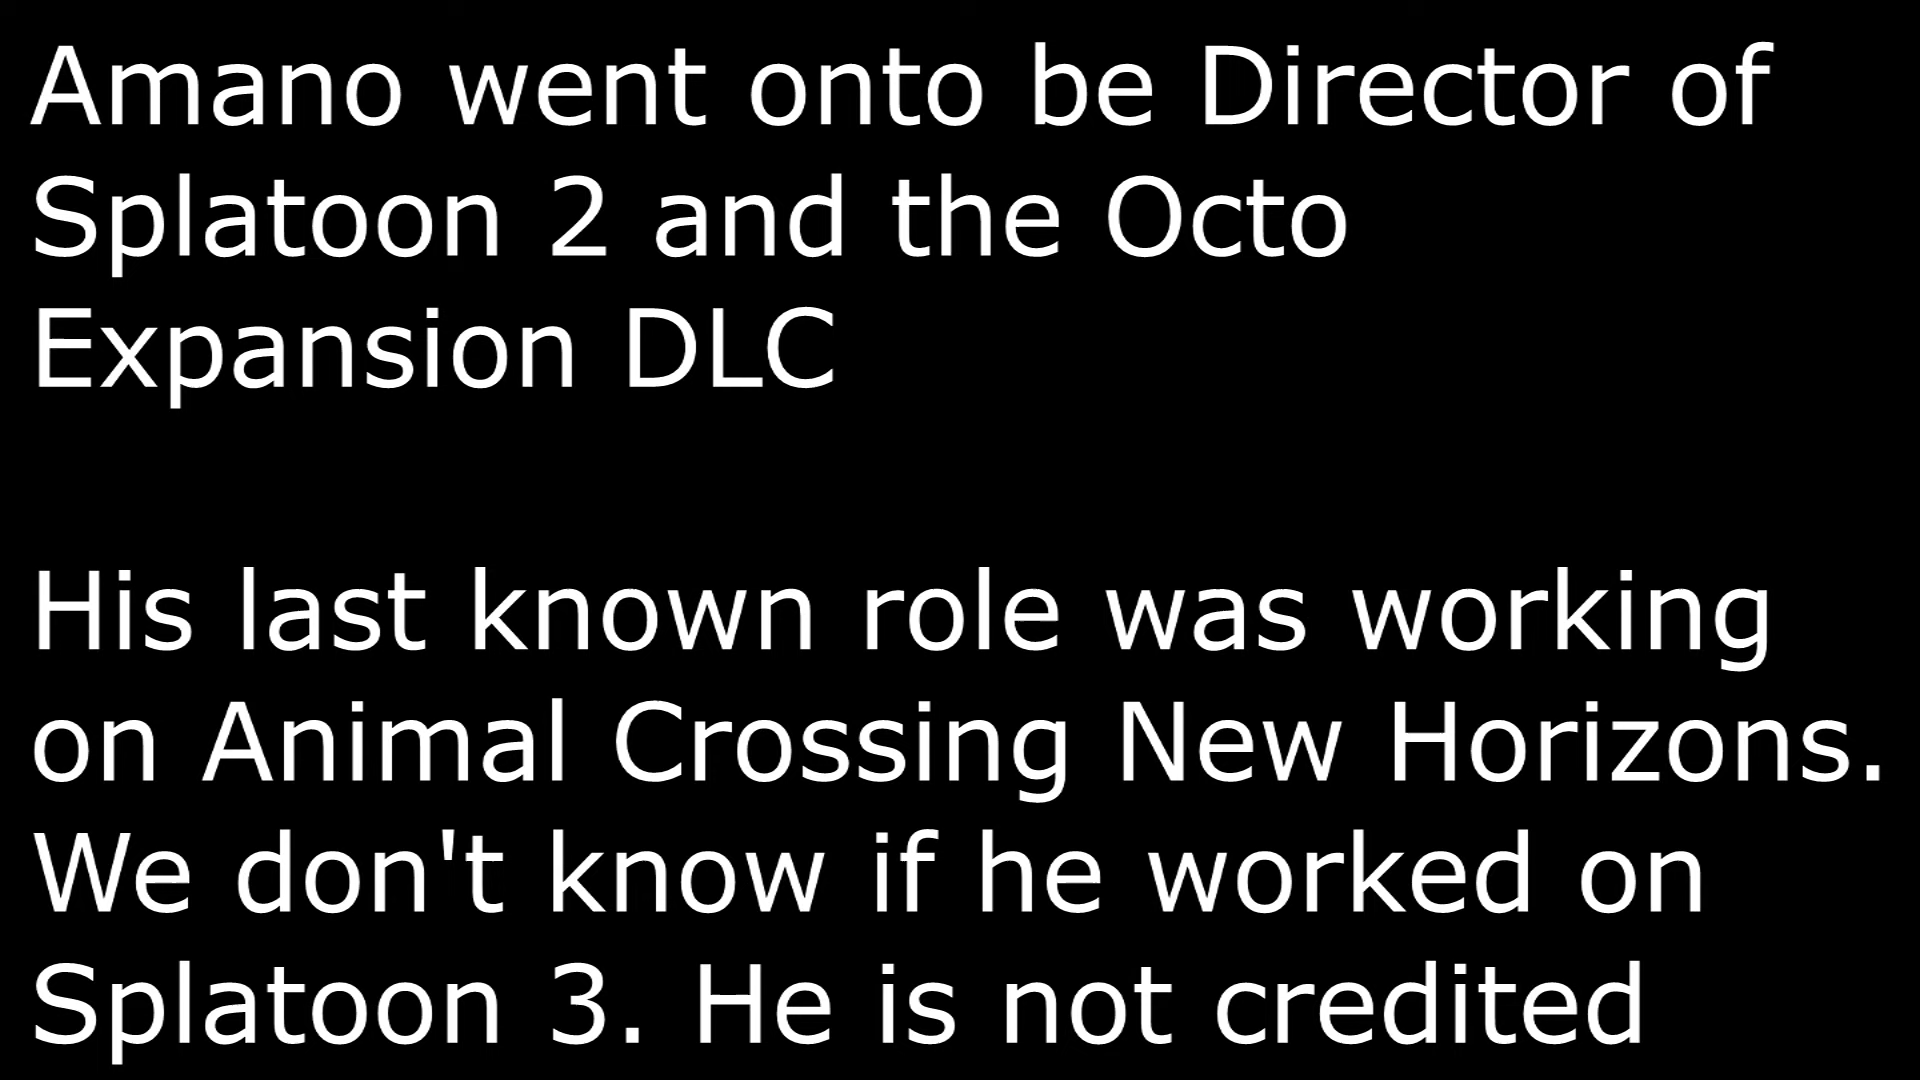 Amano went onto be Director of
Splatoon 2 and the Octo
Expansion DLC
His last known role was working
on Animal Crossing New Horizons.
We don't know if he worked on
Splatoon 3. He is not credited